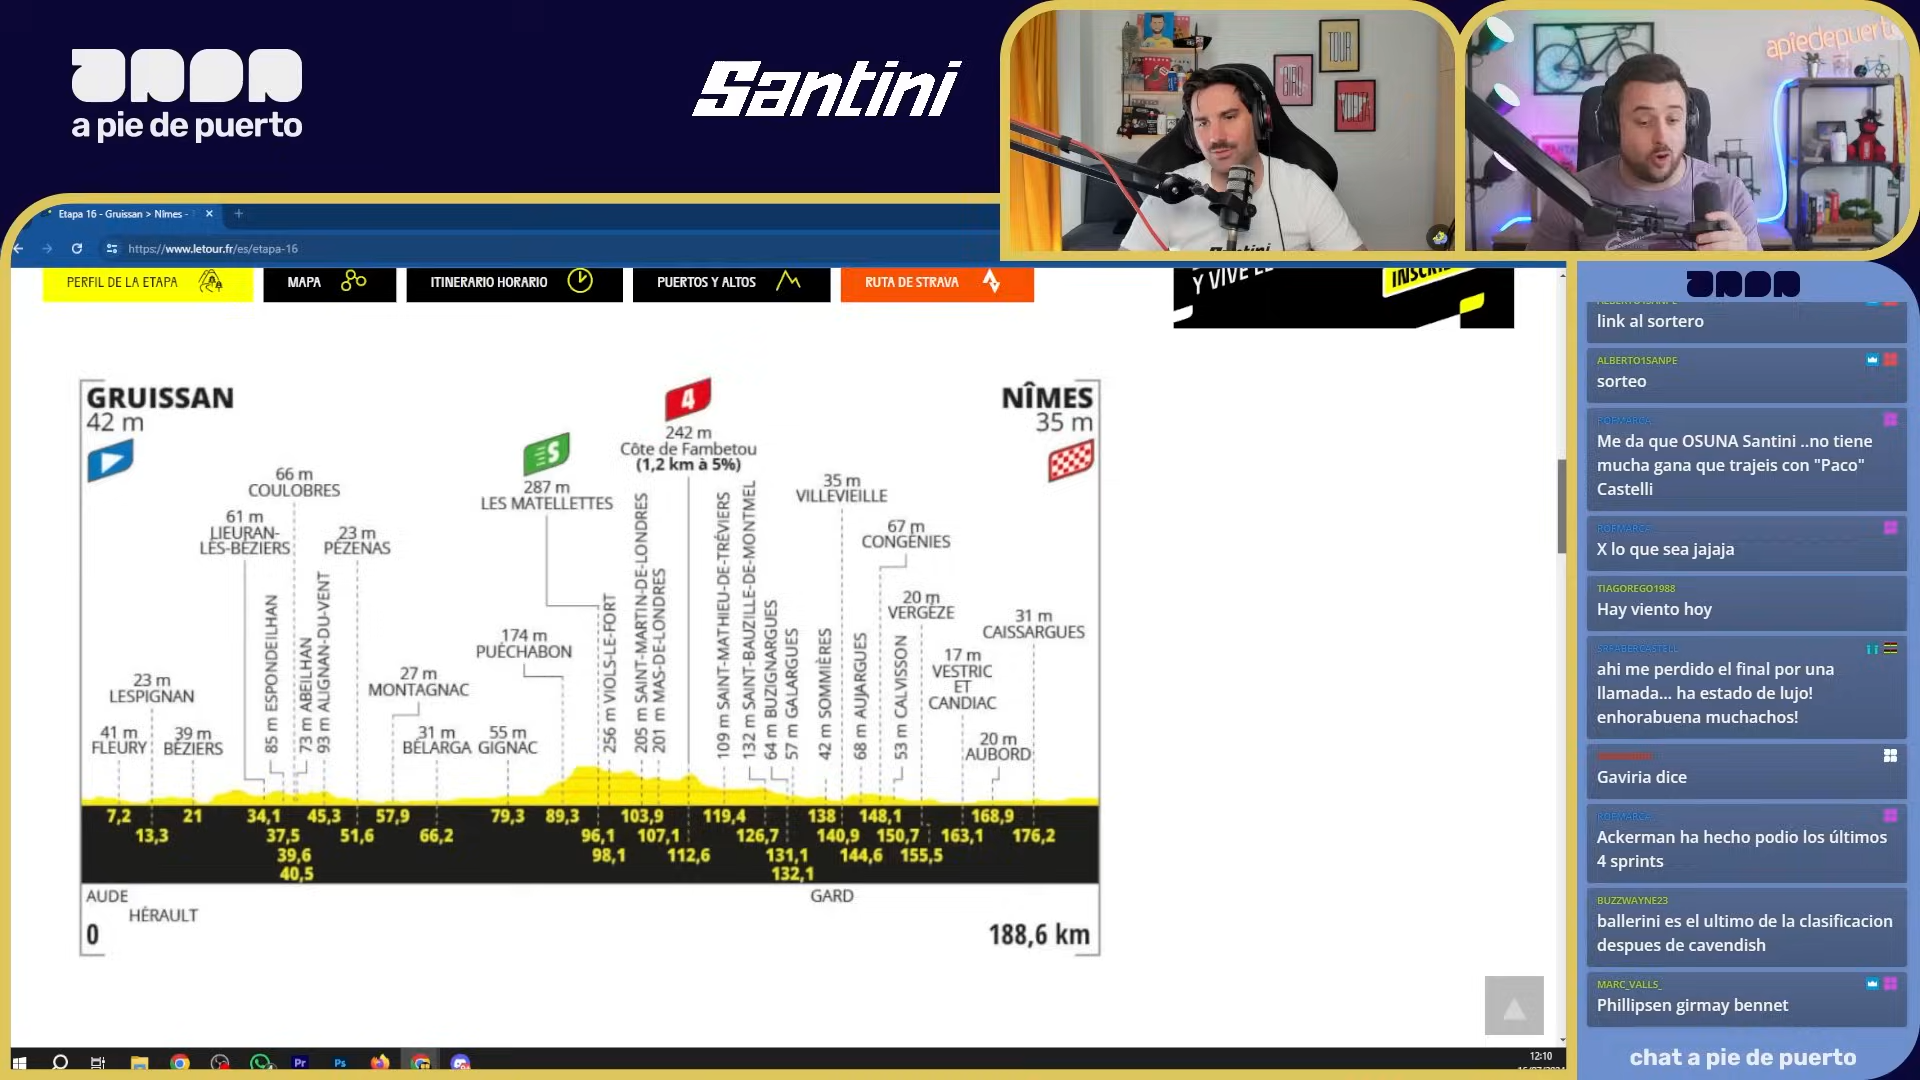 a pie de puerto
Santini
TOUR
GIRO
apiedepuerto
Santini
Etapa 16 - Gruissan > Nîmes -
https://www.letour.fr/es/etapa-16
PERFIL DE LA ETAPA
MAPA
ITINERARIO HORARIO
PUERTOS Y ALTOS
RUTA DE STRAVA
GRUISSAN
42 m
NÎMES
35 m
4
242 m
Côte de Fambetou
(1,2 km à 5%)
S
287 m
LES MATELLETTES
66 m
COULOBRES
61 m
LIEURAN-
LÈS-BÉZIERS
23 m
PÉZENAS
35 m
VILLEVIEILLE
67 m
CONGÉNIES
20 m
VERGÈZE
31 m
CAISSARGUES
174 m
PUÉCHABON
17 m
VESTRIC
ET
CANDIAC
27 m
MONTAGNAC
23 m
LESPIGNAN
41 m
FLEURY
39 m
BÉZIERS
31 m
BÉLARGA
55 m
GIGNAC
20 m
AUBORD
85 m ESPONDEILHAN
73 m ABEILHAN
93 m ALIGNAN-DU-VENT
256 m VIOLS-LE-FORT
205 m SAINT-MARTIN-DE-LONDRES
201 m MAS-DE-LONDRES
109 m SAINT-MATHIEU-DE-TRÉVIERS
132 m SAINT-BAUZILLE-DE-MONTMEL
64 m BUZIGNARGUES
57 m GALARGUES
42 m SOMMIÈRES
68 m AUJARGUES
53 m CALVISSON
7,2 21 34,1 45,3 57,9 79,3 89,3 103,9 119,4 138 148,1 168,9
13,3 37,5 51,6 66,2 96,1 107,1 126,7 140,9 150,7 163,1 176,2
39,6 98,1 112,6 131,1 144,6 155,5
40,5 132,1
AUDE
HÉRAULT
GARD
0
188,6 km
link al sortero
ALBERTO1SANPE
sorteo
Me da que OSUNA Santini ..no tiene
mucha gana que trajeis con "Paco"
Castelli
X lo que sea jajaja
TIAGOREGO1988
Hay viento hoy
SRFABERCASTELL
ahi me perdido el final por una
llamada... ha estado de lujo!
enhorabuena muchachos!
Gaviria dice
Ackerman ha hecho podio los últimos
4 sprints
BUZZWAYNE23
ballerini es el ultimo de la clasificacion
despues de cavendish
MARC_VALLS_
Phillipsen girmay bennet
chat a pie de puerto
Pr
Ps
12:10